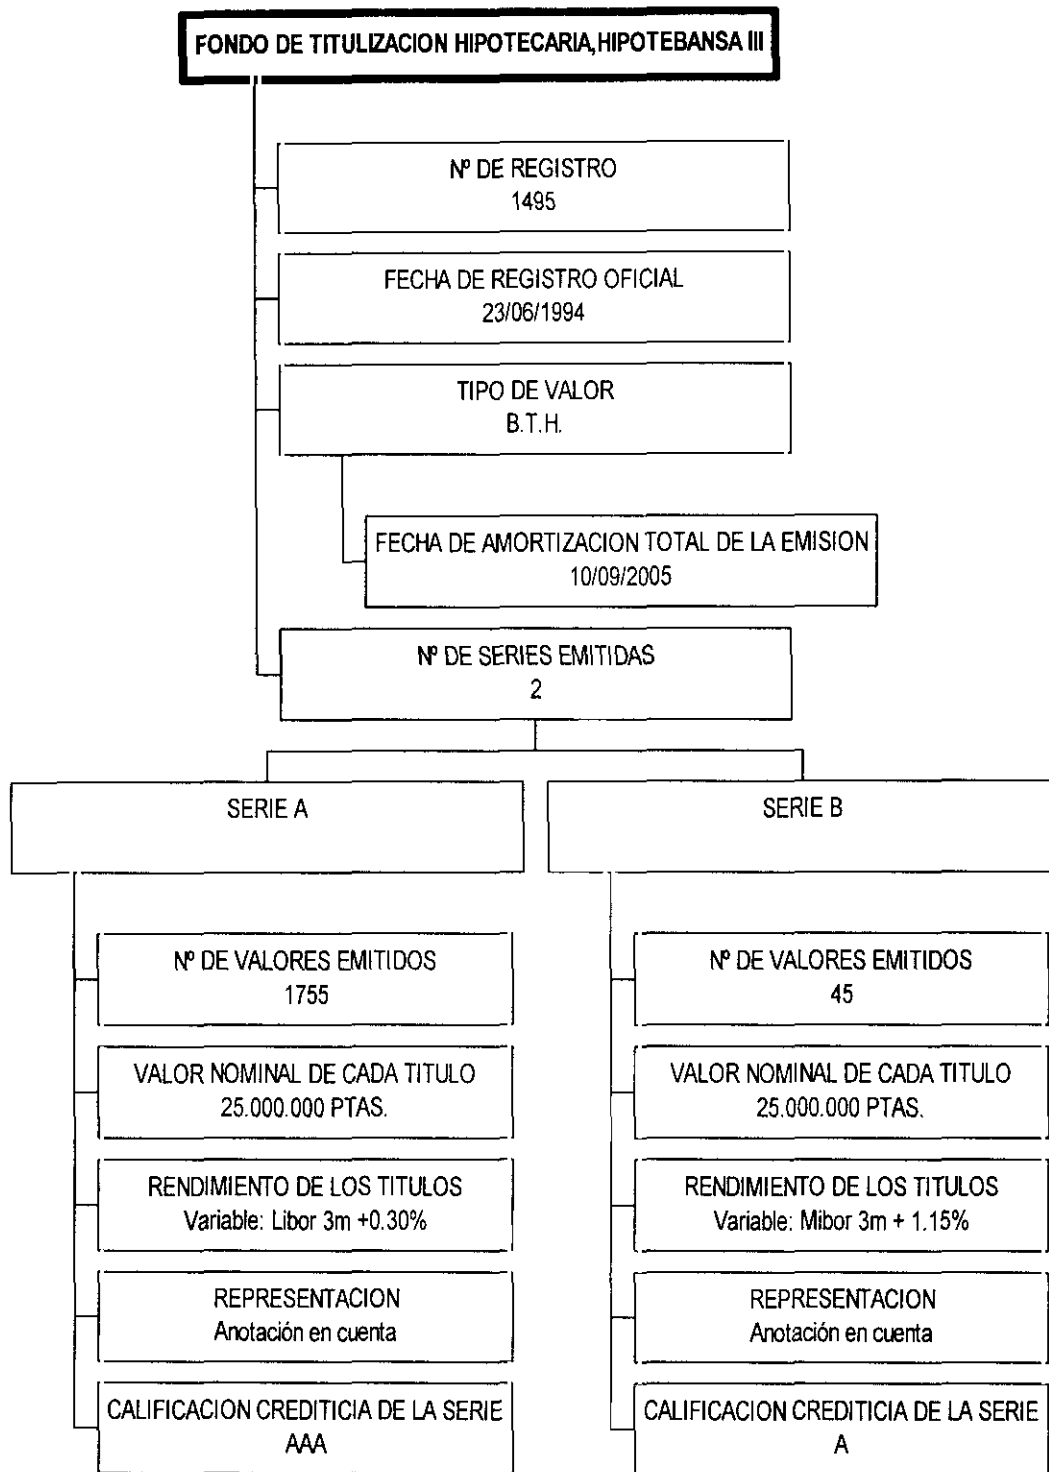 FONDO DE TITULIZACION HIPOTECARIA, HIPOTEBANSA III
Nº DE REGISTRO
1495
FECHA DE REGISTRO OFICIAL
23/06/1994
TIPO DE VALOR
B.T.H.
FECHA DE AMORTIZACION TOTAL DE LA EMISION
10/09/2005
Nº DE SERIES EMITIDAS
2
SERIE A
Nº DE VALORES EMITIDOS
1755
VALOR NOMINAL DE CADA TITULO
25.000.000 PTAS.
RENDIMIENTO DE LOS TITULOS
Variable: Libor 3m +0.30%
REPRESENTACION
Anotación en cuenta
CALIFICACION CREDITICIA DE LA SERIE
AAA
SERIE B
Nº DE VALORES EMITIDOS
45
VALOR NOMINAL DE CADA TITULO
25.000.000 PTAS.
RENDIMIENTO DE LOS TITULOS
Variable: Mibor 3m + 1.15%
REPRESENTACION
Anotación en cuenta
CALIFICACION CREDITICIA DE LA SERIE
A